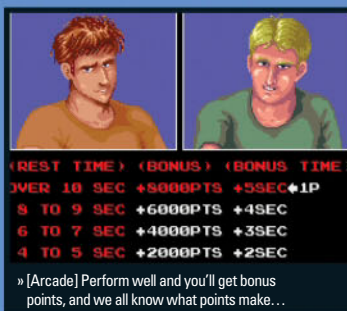 (REST TIME) (BONUS) (BONUS TIME
OVER 10 SEC +8000PTS +5SEC←1P
8 TO 9 SEC +6000PTS +4SEC
6 TO 7 SEC +4000PTS +3SEC
4 TO 5 SEC +2000PTS +2SEC
» [Arcade] Perform well and you'll get bonus
points, and we all know what points make…